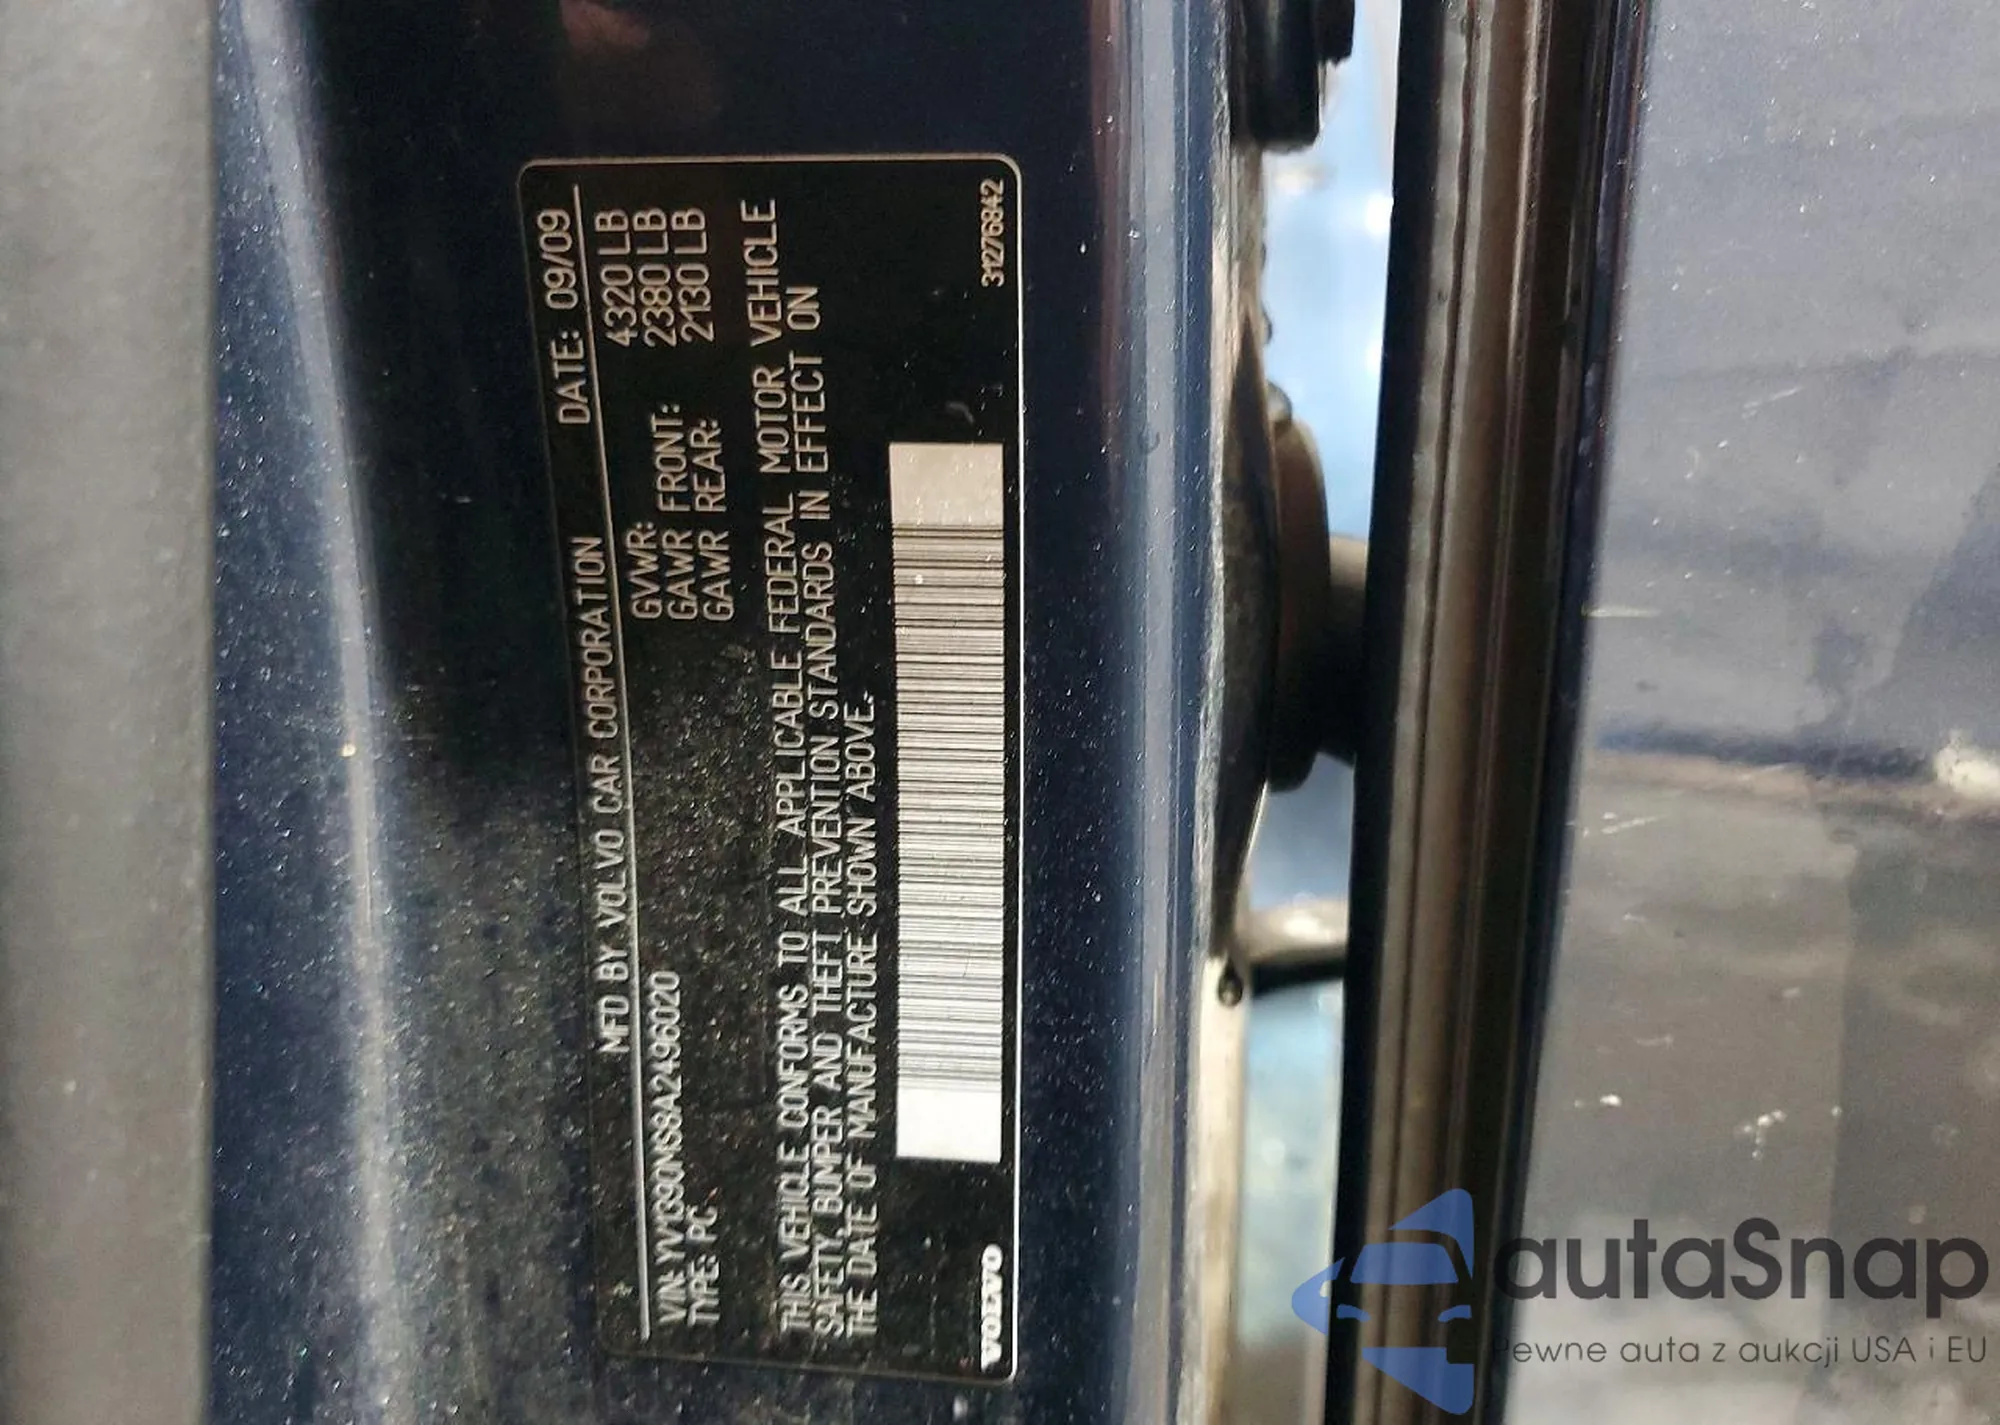 MFD BY VOLVO CAR CORPORATION DATE: 09/09
GVWR: 4320 LB
VIN: YV1390MS8A2496020 GAWR FRONT: 2380 LB
TYPE: PC. GAWR REAR: 2130 LB
THIS VEHICLE CONFORMS TO ALL APPLICABLE FEDERAL MOTOR VEHICLE
SAFETY, BUMPER AND THEFT PREVENTION STANDARDS IN EFFECT ON
THE DATE OF MANUFACTURE SHOWN ABOVE.
VOLVO 31276842
autaSnap
Pewne auta z aukcji USA i EU